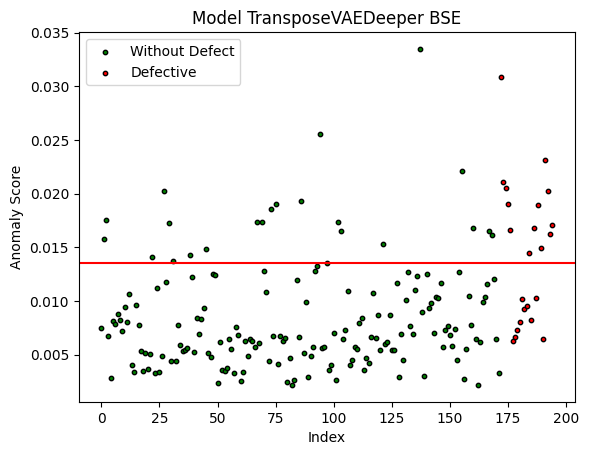 Model TransposeVAEDeeper BSE
Without Defect
Defective
0.035
0.030
0.025
0.020
0.015
0.010
0.005
Anomaly Score
0 25 50 75 100 125 150 175 200
Index